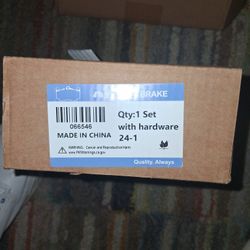 BRAKE
Qty:1 Set
with hardware
24-1
066546
MADE IN CHINA
WARNING: Cancer and Reproductive Harm
www.P65Warnings.ca.gov
Quality, Always